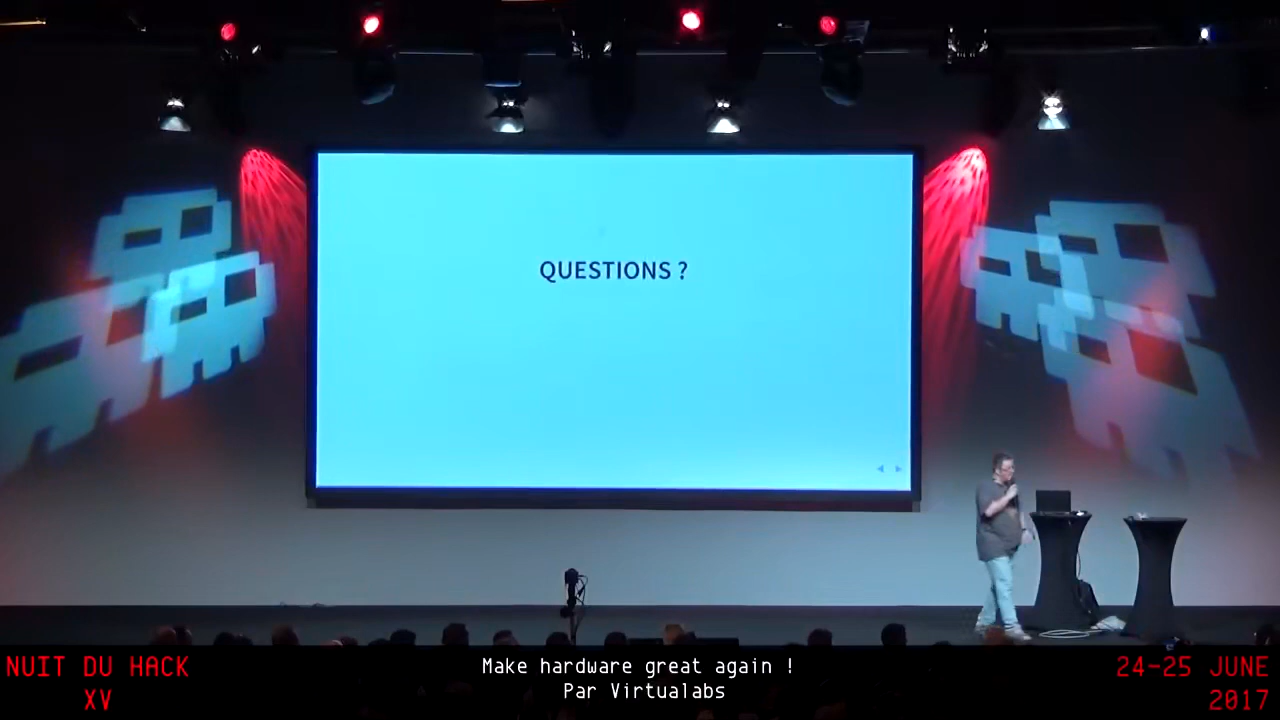 QUESTIONS ?
NUIT DU HACK
XV
Make hardware great again !
Par Virtualabs
24-25 JUNE
2017